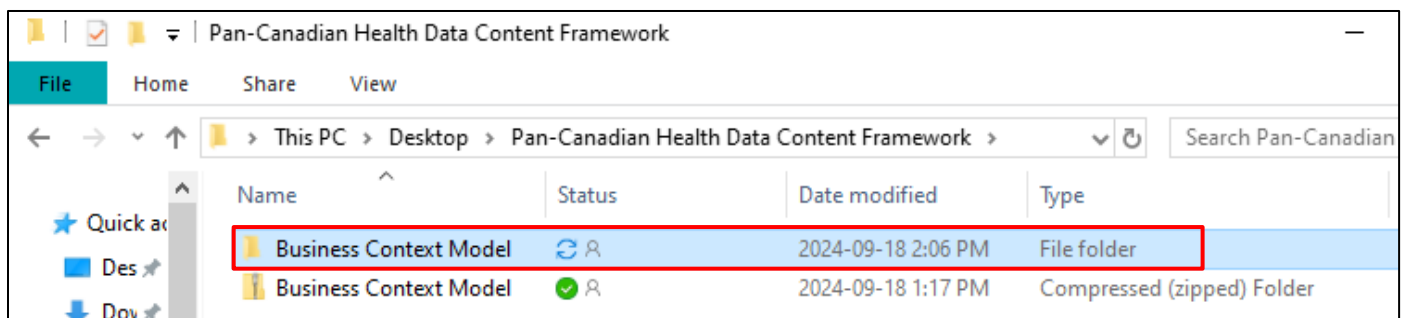 Pan-Canadian Health Data Content Framework
File Home Share View
This PC > Desktop > Pan-Canadian Health Data Content Framework >
Search Pan-Canadian
Name Status Date modified Type
Quick ac
Business Context Model 2024-09-18 2:06 PM File folder
Des
Business Context Model 2024-09-18 1:17 PM Compressed (zipped) Folder
Dov